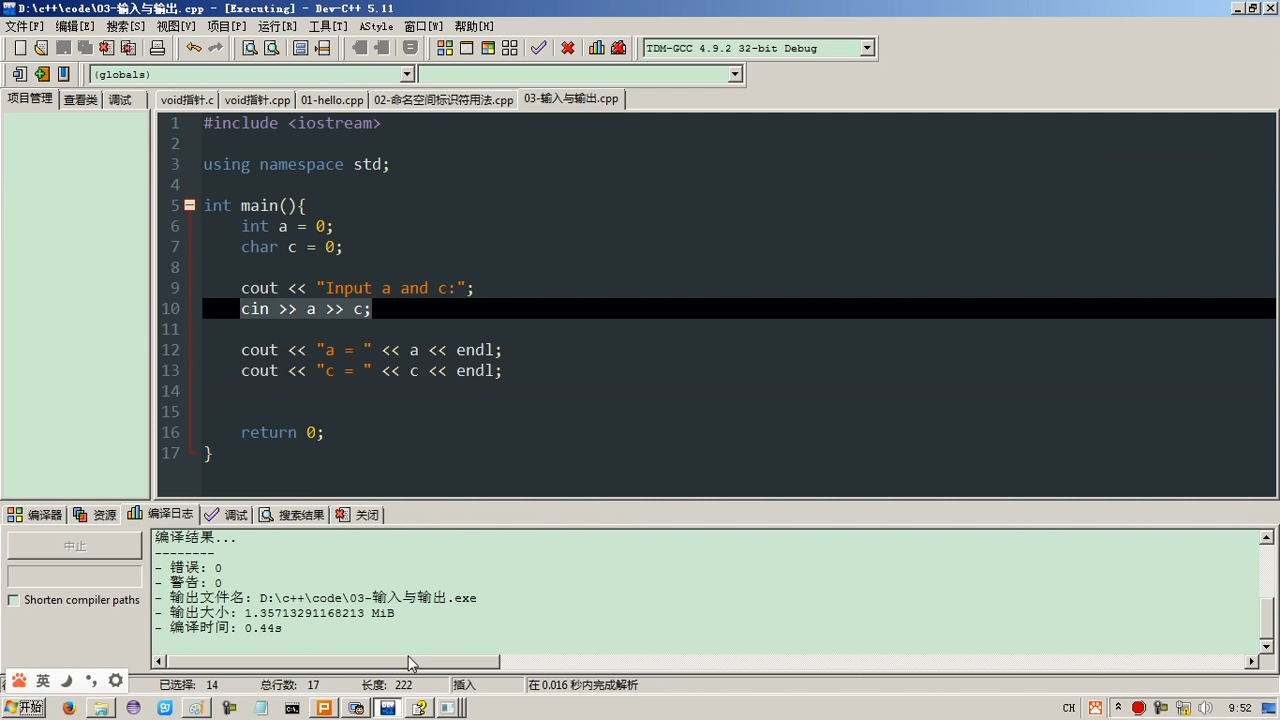 D:\c++\code\03-输入与输出.cpp - [Executing] - Dev-C++ 5.11
文件[F] 编辑[E] 搜索[S] 视图[V] 项目[P] 运行[R] 工具[T] AStyle 窗口[W] 帮助[H]
TDM-GCC 4.9.2 32-bit Debug
(globals)
项目管理 查看类 调试 void指针.c void指针.cpp 01-hello.cpp 02-命名空间标识符用法.cpp 03-输入与输出.cpp
1 #include <iostream>
2
3 using namespace std;
4
5 int main(){
6 int a = 0;
7 char c = 0;
8
9 cout << "Input a and c:";
10 cin >> a >> c;
11
12 cout << "a = " << a << endl;
13 cout << "c = " << c << endl;
14
15
16 return 0;
17 }
编译器 资源 编译日志 调试 搜索结果 关闭
中止
Shorten compiler paths
编译结果...
--------
- 错误: 0
- 警告: 0
- 输出文件名: D:\c++\code\03-输入与输出.exe
- 输出大小: 1.35713291168213 MiB
- 编译时间: 0.44s
英
已选择: 14 总行数: 17 长度: 222 插入 在 0.016 秒内完成解析
开始 CH 9:52